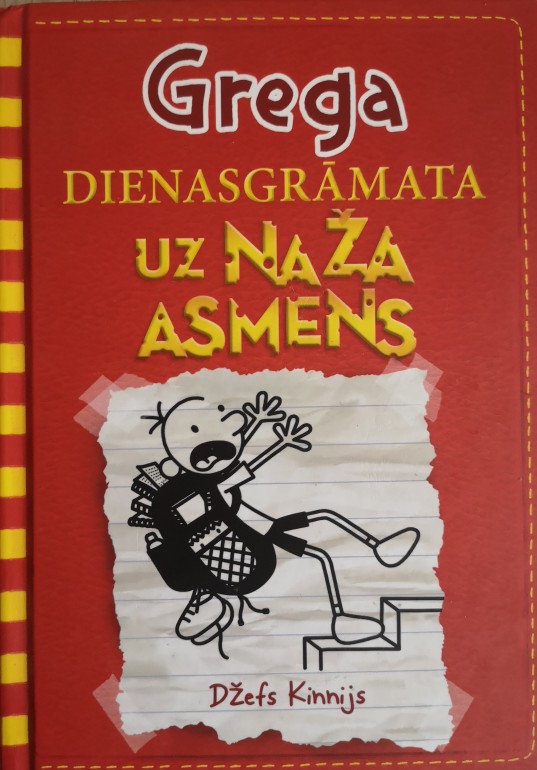 Grega
DIENASGRĀMATA
UZ NAŽA
ASMENS
Džefs Kinnijs